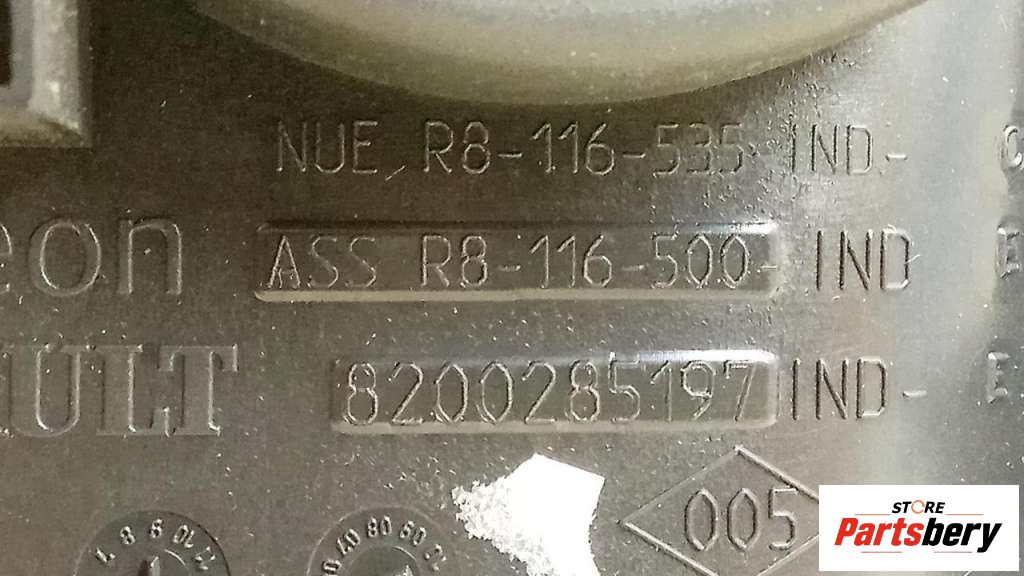 NUE, R8-116-535-IND-
eon ASS R8-116-500- IND
ULT 8200285197 IND- E
005
STORE
Partsbery